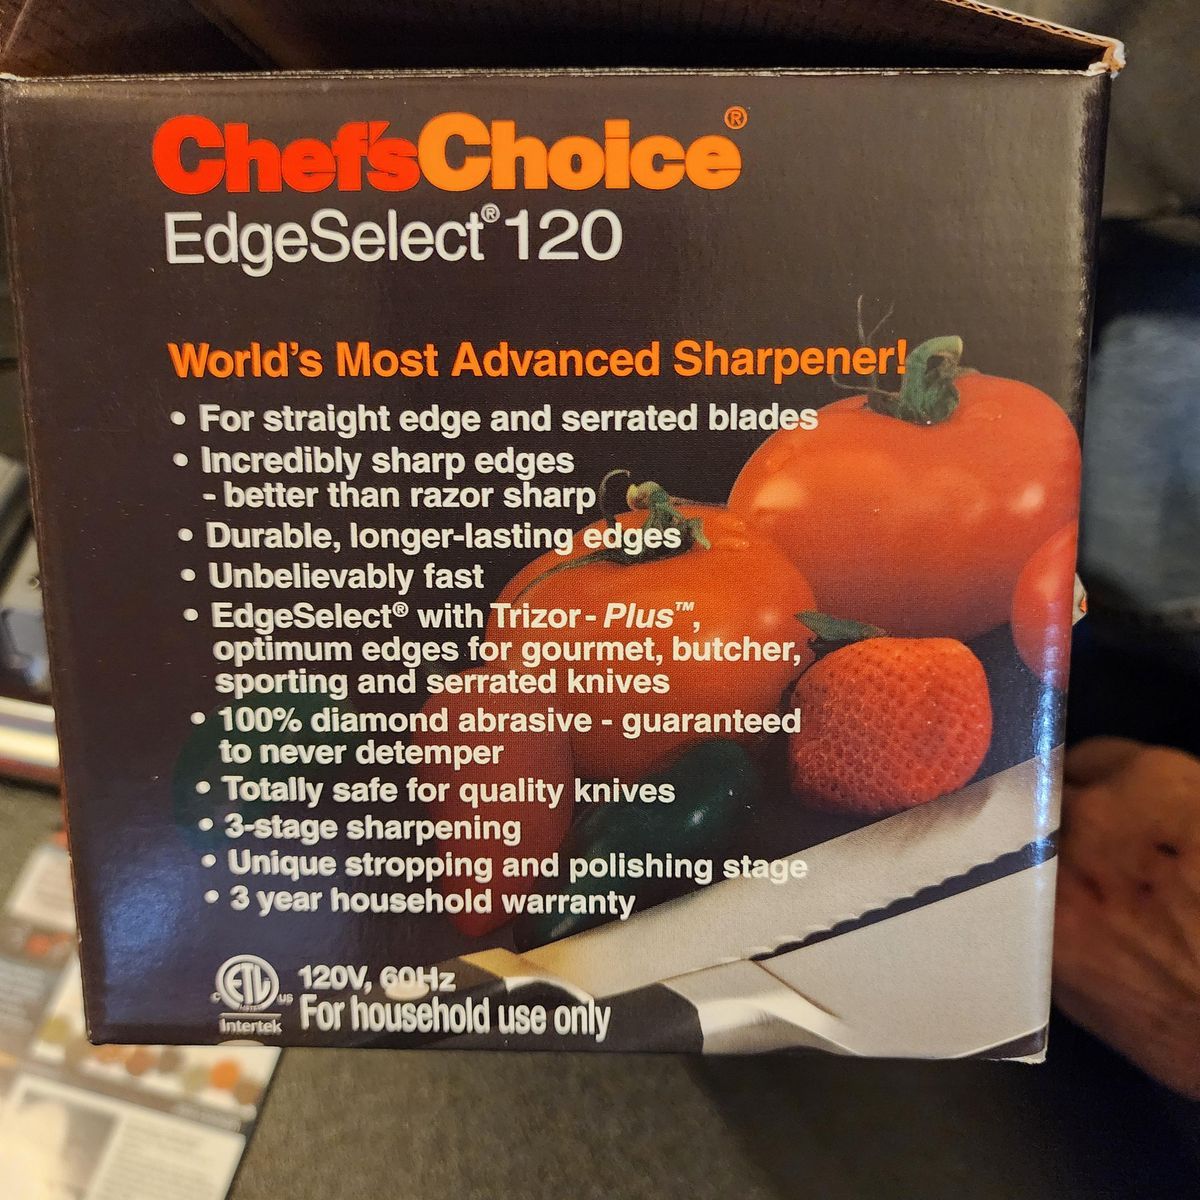 Chef'sChoice®
EdgeSelect® 120
World's Most Advanced Sharpener!
• For straight edge and serrated blades
• Incredibly sharp edges
- better than razor sharp
• Durable, longer-lasting edges
• Unbelievably fast
• EdgeSelect® with Trizor-Plus™,
optimum edges for gourmet, butcher,
sporting and serrated knives
• 100% diamond abrasive - guaranteed
to never detemper
• Totally safe for quality knives
• 3-stage sharpening
• Unique stropping and polishing stage
• 3 year household warranty
C ETL US
LISTED
Intertek
120V, 60Hz
For household use only